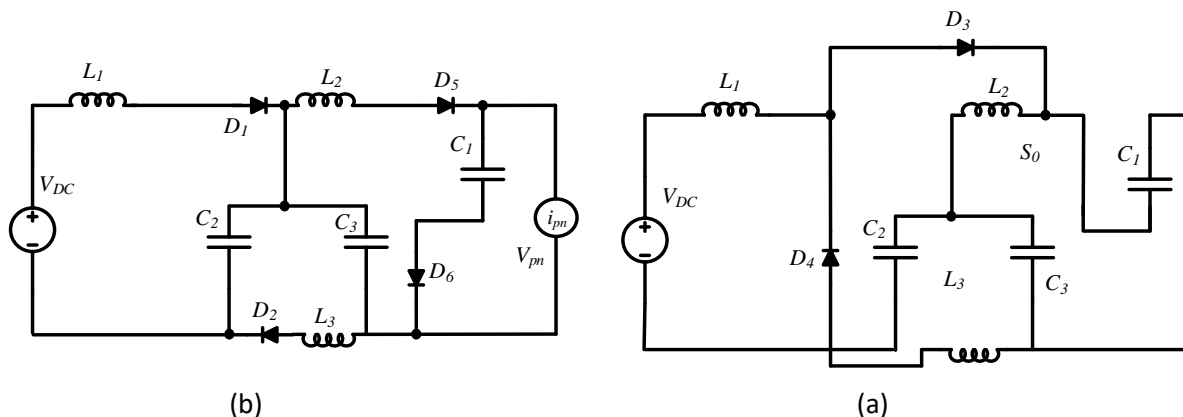 L1
L2
D5
D1
C1
VDC
C2
C3
ipn
Vpn
D6
D2
L3
(b)
D3
L1
L2
S0
C1
VDC
C2
D4
L3
C3
(a)